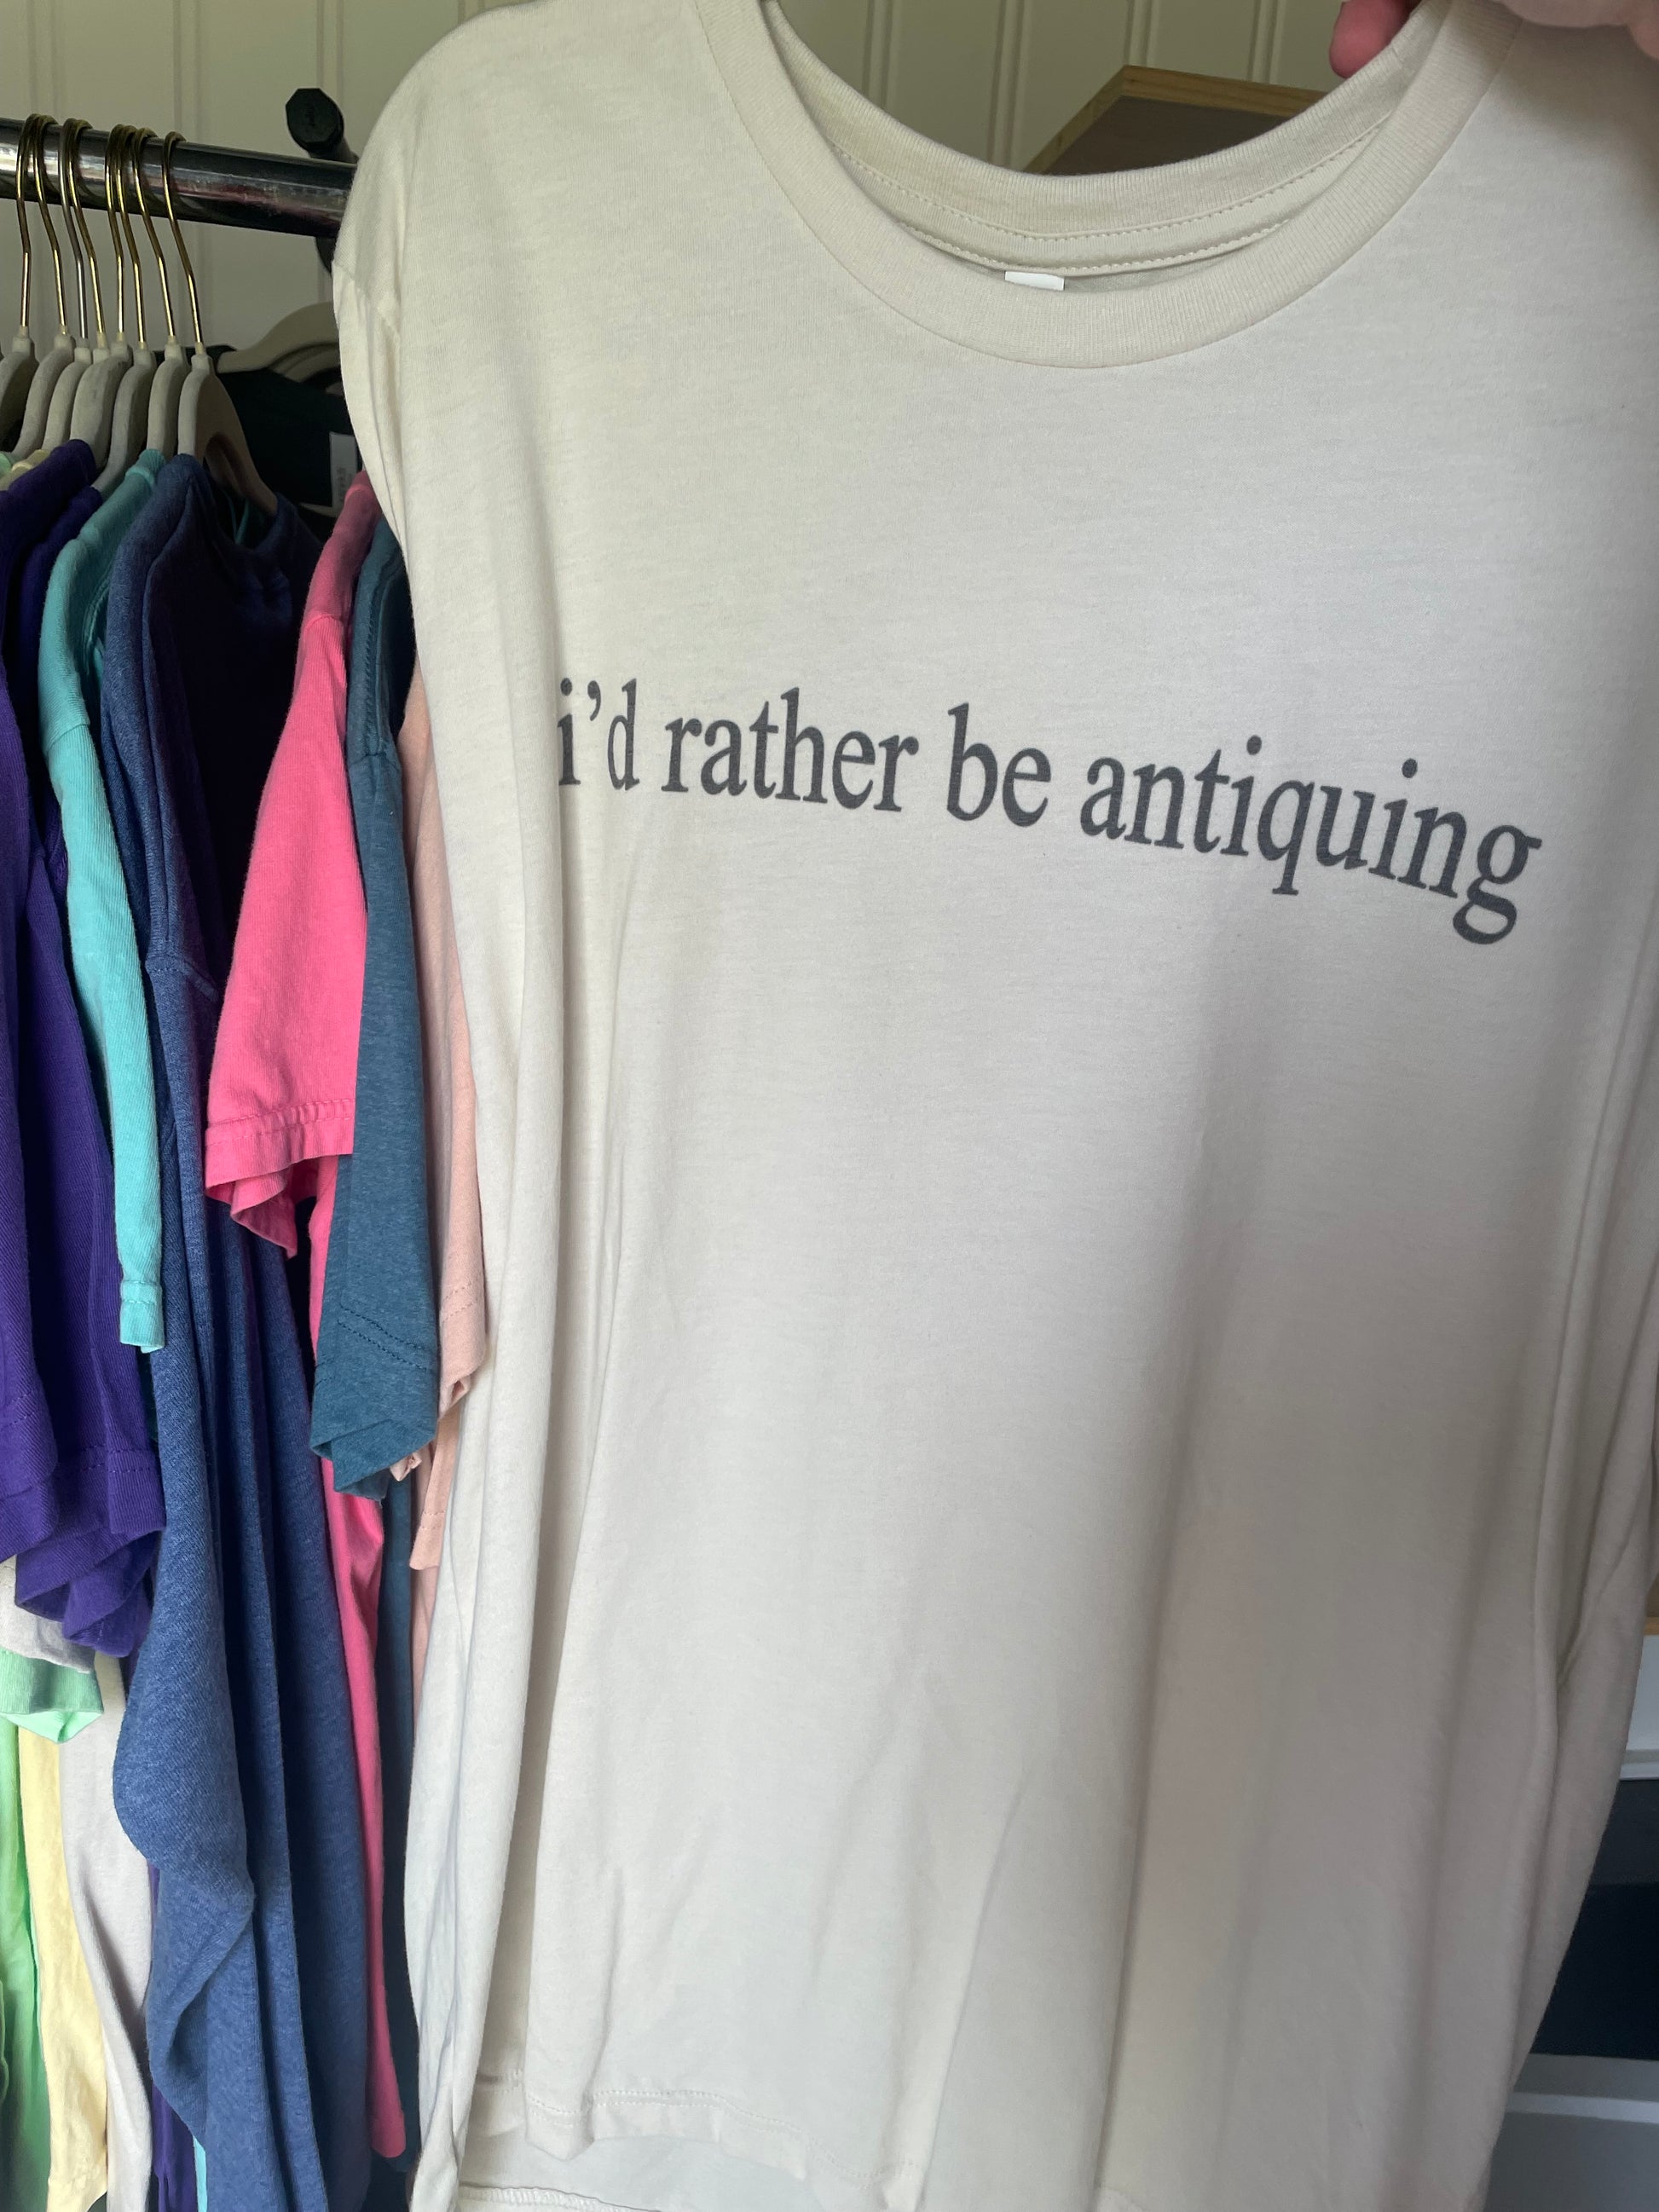 i’d rather be antiquing